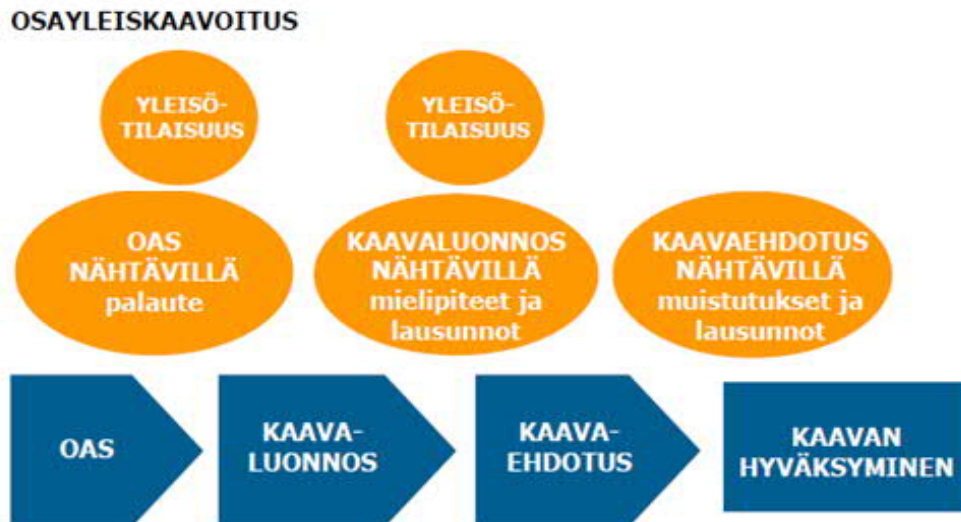 OSAYLEISKAAVOITUS
YLEISÖ-
TILAISUUS
YLEISÖ-
TILAISUUS
OAS
NÄHTÄVILLÄ
palaute
KAAVALUONNOS
NÄHTÄVILLÄ
mielipiteet ja
lausunnot
KAAVAEHDOTUS
NÄHTÄVILLÄ
muistutukset ja
lausunnot
OAS
KAAVA-
LUONNOS
KAAVA-
EHDOTUS
KAAVAN
HYVÄKSYMINEN